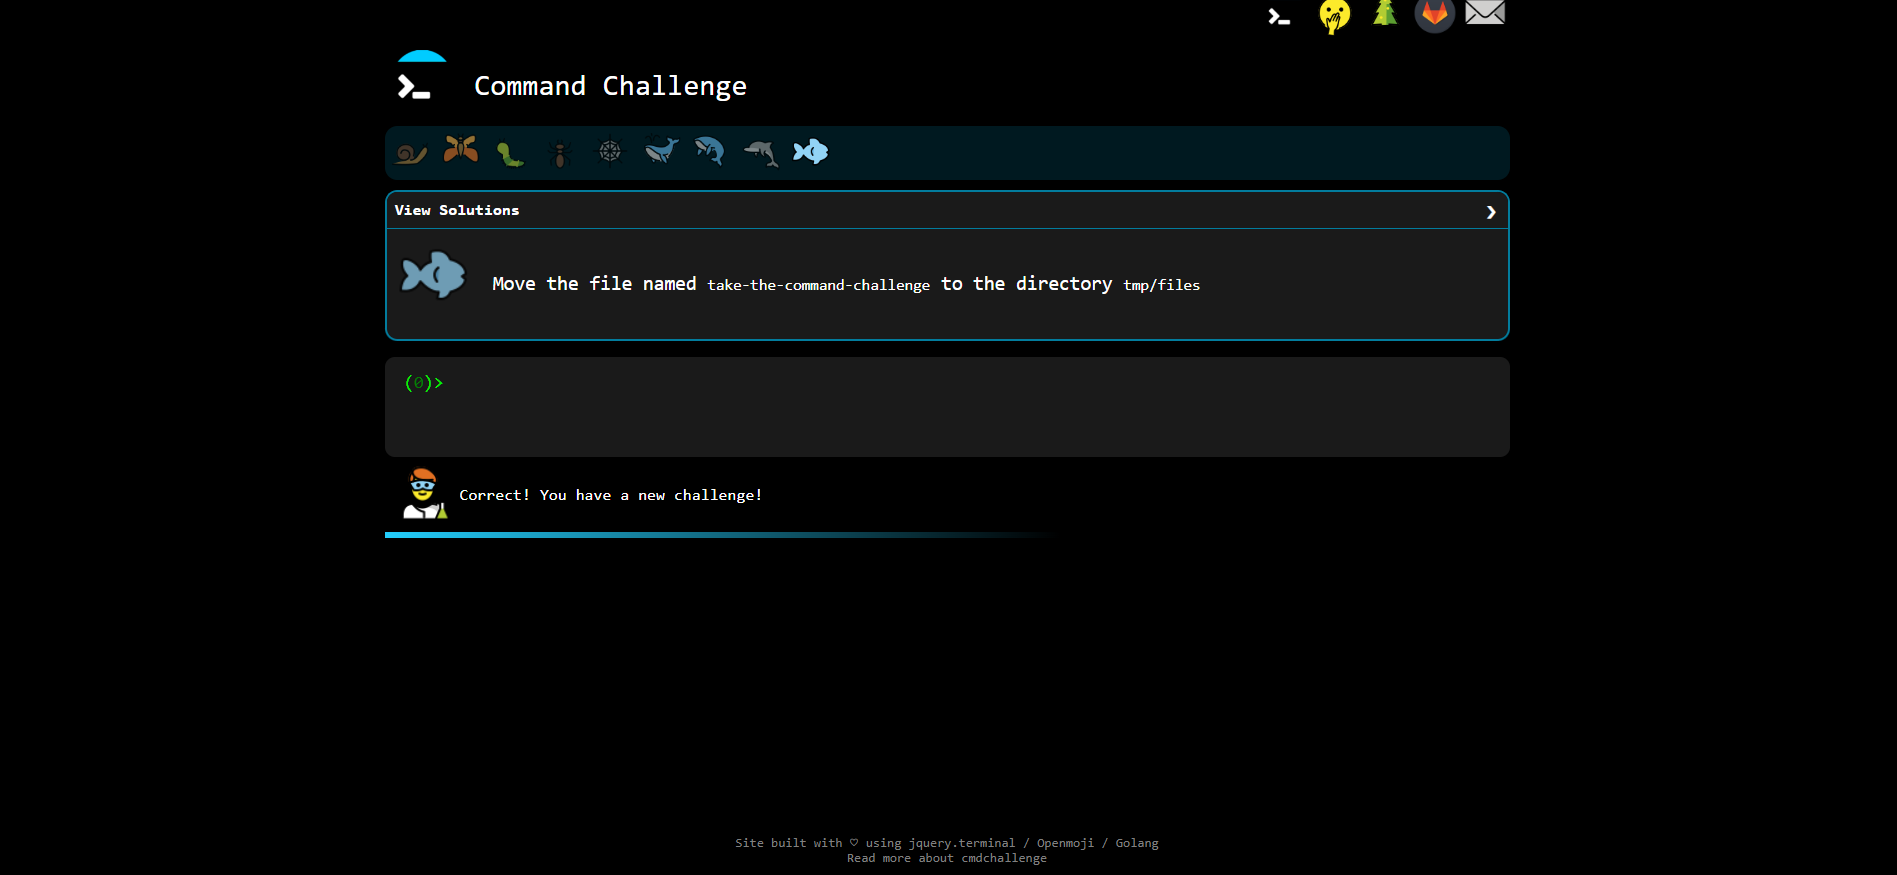 Command Challenge
View Solutions
Move the file named take-the-command-challenge to the directory tmp/files
(0)>
Correct! You have a new challenge!
Site built with ♡ using jquery.terminal / Openmoji / Golang
Read more about cmdchallenge